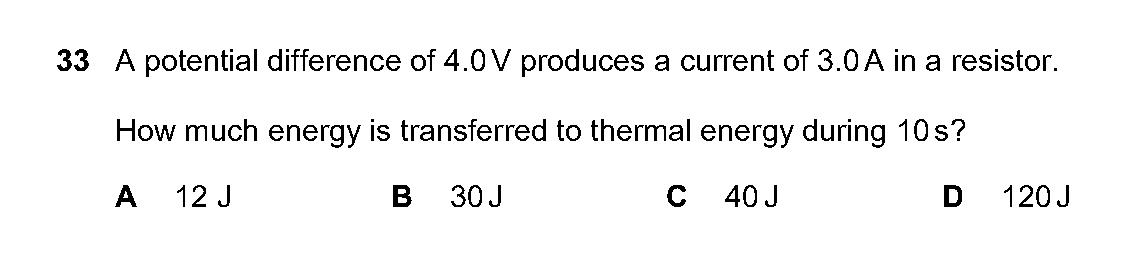 33 A potential difference of 4.0 V produces a current of 3.0 A in a resistor.
How much energy is transferred to thermal energy during 10 s?
A 12 J B 30 J C 40 J D 120 J